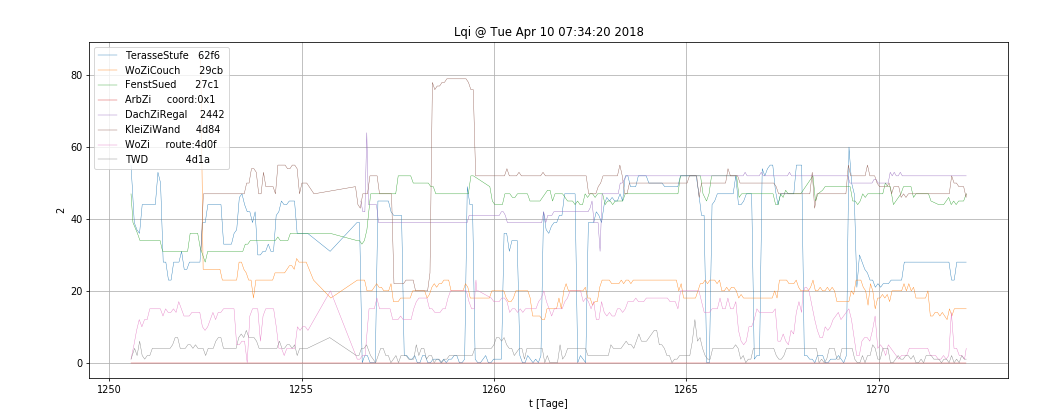 Lqi @ Tue Apr 10 07:34:20 2018
80
60
40
20
0
2
TerasseStufe 62f6
WoZiCouch 29cb
FenstSued 27c1
ArbZi coord:0x1
DachZiRegal 2442
KleiZiWand 4d84
WoZi route:4d0f
TWD 4d1a
1250 1255 1260 1265 1270
t [Tage]